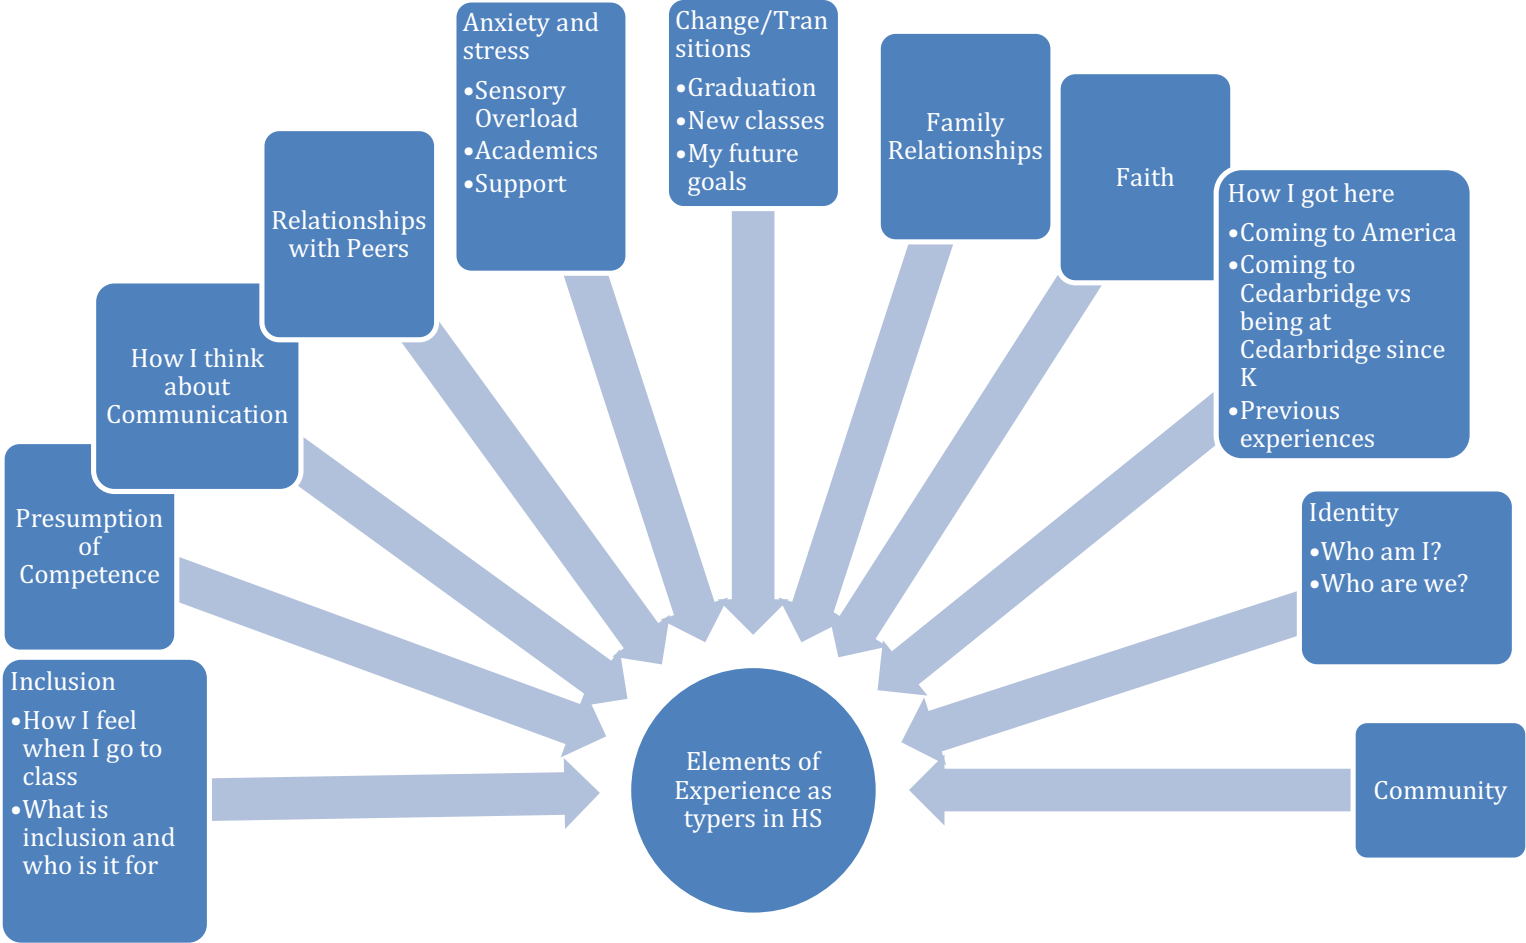 Inclusion
•How I feel
when I go to
class
•What is
inclusion and
who is it for
Presumption
of
Competence
How I think
about
Communication
Relationships
with Peers
Anxiety and
stress
•Sensory
Overload
•Academics
•Support
Change/Tran
sitions
•Graduation
•New classes
•My future
goals
Family
Relationships
Faith
How I got here
•Coming to America
•Coming to
Cedarbridge vs
being at
Cedarbridge since
K
•Previous
experiences
Identity
•Who am I?
•Who are we?
Community
Elements of
Experience as
typers in HS